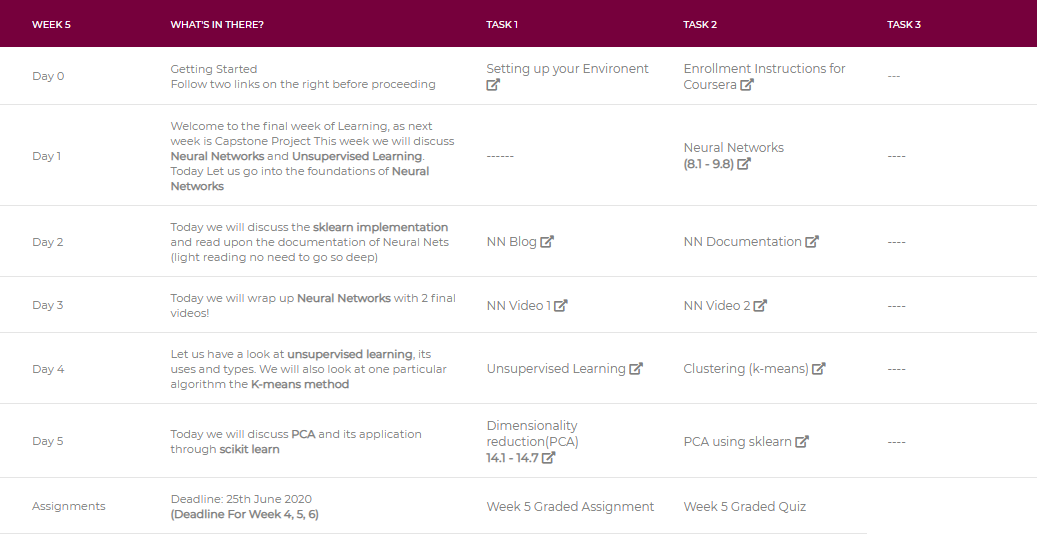 WEEK 5 WHAT'S IN THERE? TASK 1 TASK 2 TASK 3
Day 0
Getting Started
Follow two links on the right before proceeding
Setting up your Environent
Enrollment Instructions for
Coursera
---
Day 1
Welcome to the final week of Learning, as next
week is Capstone Project This week we will discuss
Neural Networks and Unsupervised Learning.
Today Let us go into the foundations of Neural
Networks
------
Neural Networks
(8.1 - 9.8)
----
Day 2
Today we will discuss the sklearn implementation
and read upon the documentation of Neural Nets
(light reading no need to go so deep)
NN Blog
NN Documentation
----
Day 3
Today we will wrap up Neural Networks with 2 final
videos!
NN Video 1
NN Video 2
----
Day 4
Let us have a look at unsupervised learning, its
uses and types. We will also look at one particular
algorithm the K-means method
Unsupervised Learning
Clustering (k-means)
----
Day 5
Today we will discuss PCA and its application
through scikit learn
Dimensionality
reduction(PCA)
14.1 - 14.7
PCA using sklearn
----
Assignments
Deadline: 25th June 2020
(Deadline For Week 4, 5, 6)
Week 5 Graded Assignment
Week 5 Graded Quiz